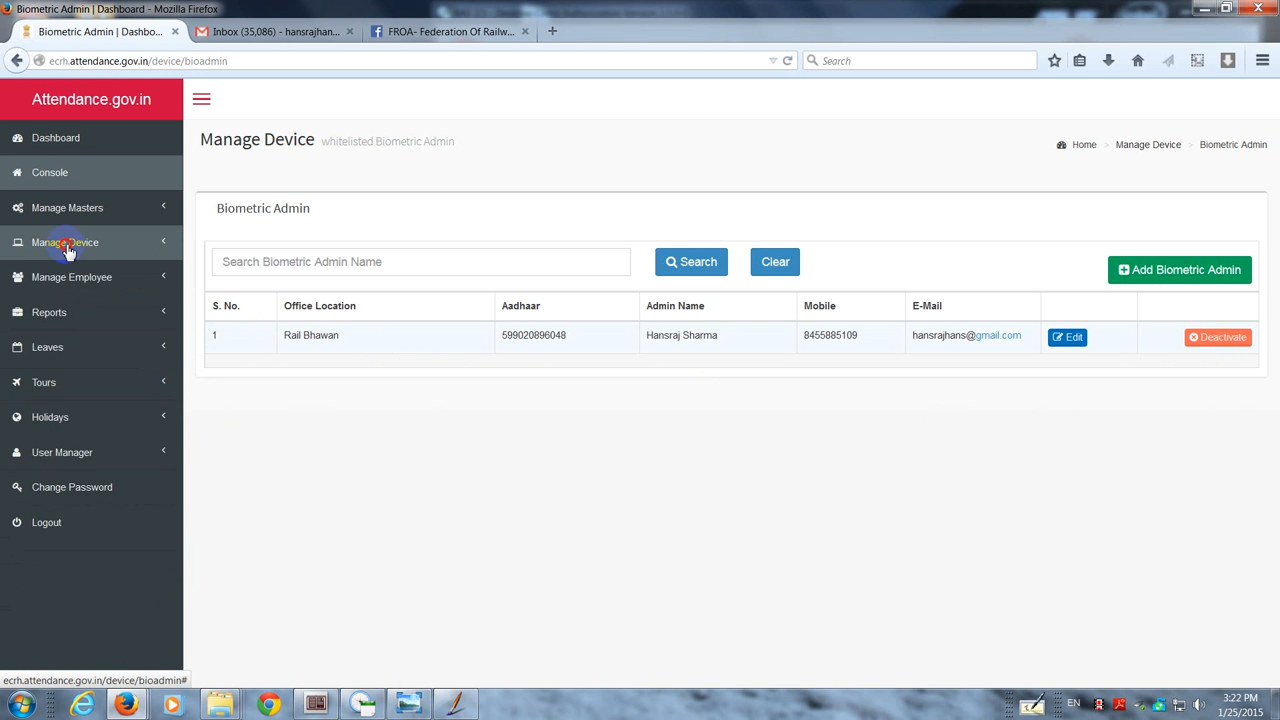 Biometric Admin | Dashboard - Mozilla Firefox
Biometric Admin | Dashbo...
Inbox (35,086) - hansrajhan...
FROA- Federation Of Railw...
ecrh.attendance.gov.in/device/bioadmin
Search
Attendance.gov.in
Dashboard
Console
Manage Masters
Manage Device
Manage Employee
Reports
Leaves
Tours
Holidays
User Manager
Change Password
Logout
Manage Device whitelisted Biometric Admin
Home > Manage Device > Biometric Admin
Biometric Admin
Search Biometric Admin Name
Search
Clear
Add Biometric Admin
S. No. Office Location Aadhaar Admin Name Mobile E-Mail
1 Rail Bhawan 599020896048 Hansraj Sharma 8455885109 hansrajhans@gmail.com Edit Deactivate
ecrh.attendance.gov.in/device/bioadmin#
EN
3:22 PM
1/25/2015